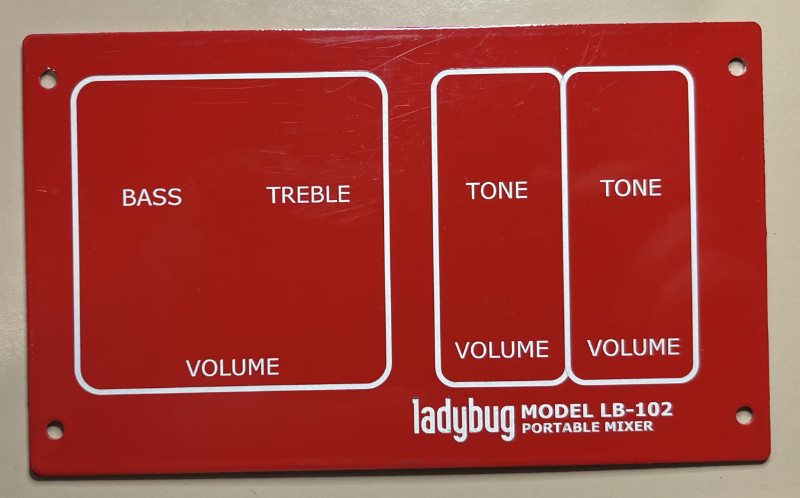 BASS TREBLE
VOLUME
TONE
VOLUME
TONE
VOLUME
ladybug MODEL LB-102
PORTABLE MIXER